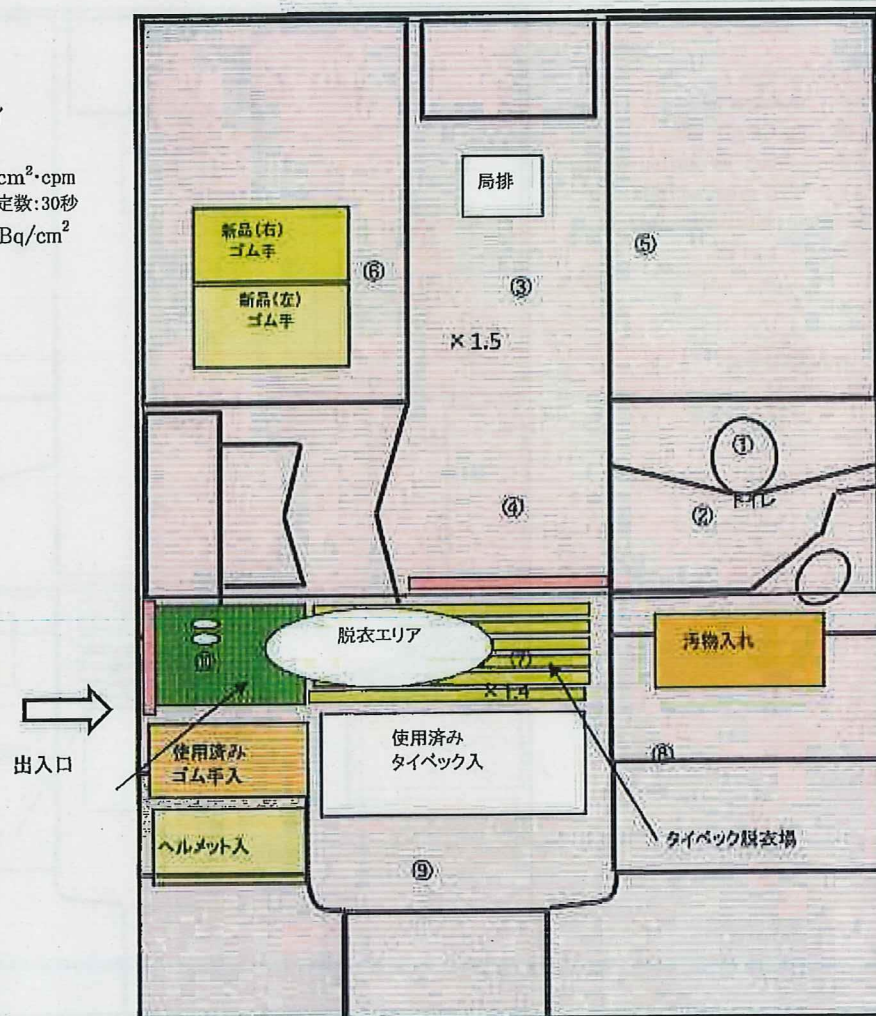 cm²・cpm
定数:30秒
Bq/cm²
局排
新品(右)
ゴム手
⑥
新品(左)
ゴム手
③
⑤
× 1.5
①
トイレ
④
②
脱衣エリア
⑩
(7)
× 1.4
汚物入れ
出入口
使用済み
ゴム手入
使用済み
タイベック入
⑧
ヘルメット入
タイベック脱衣場
⑨